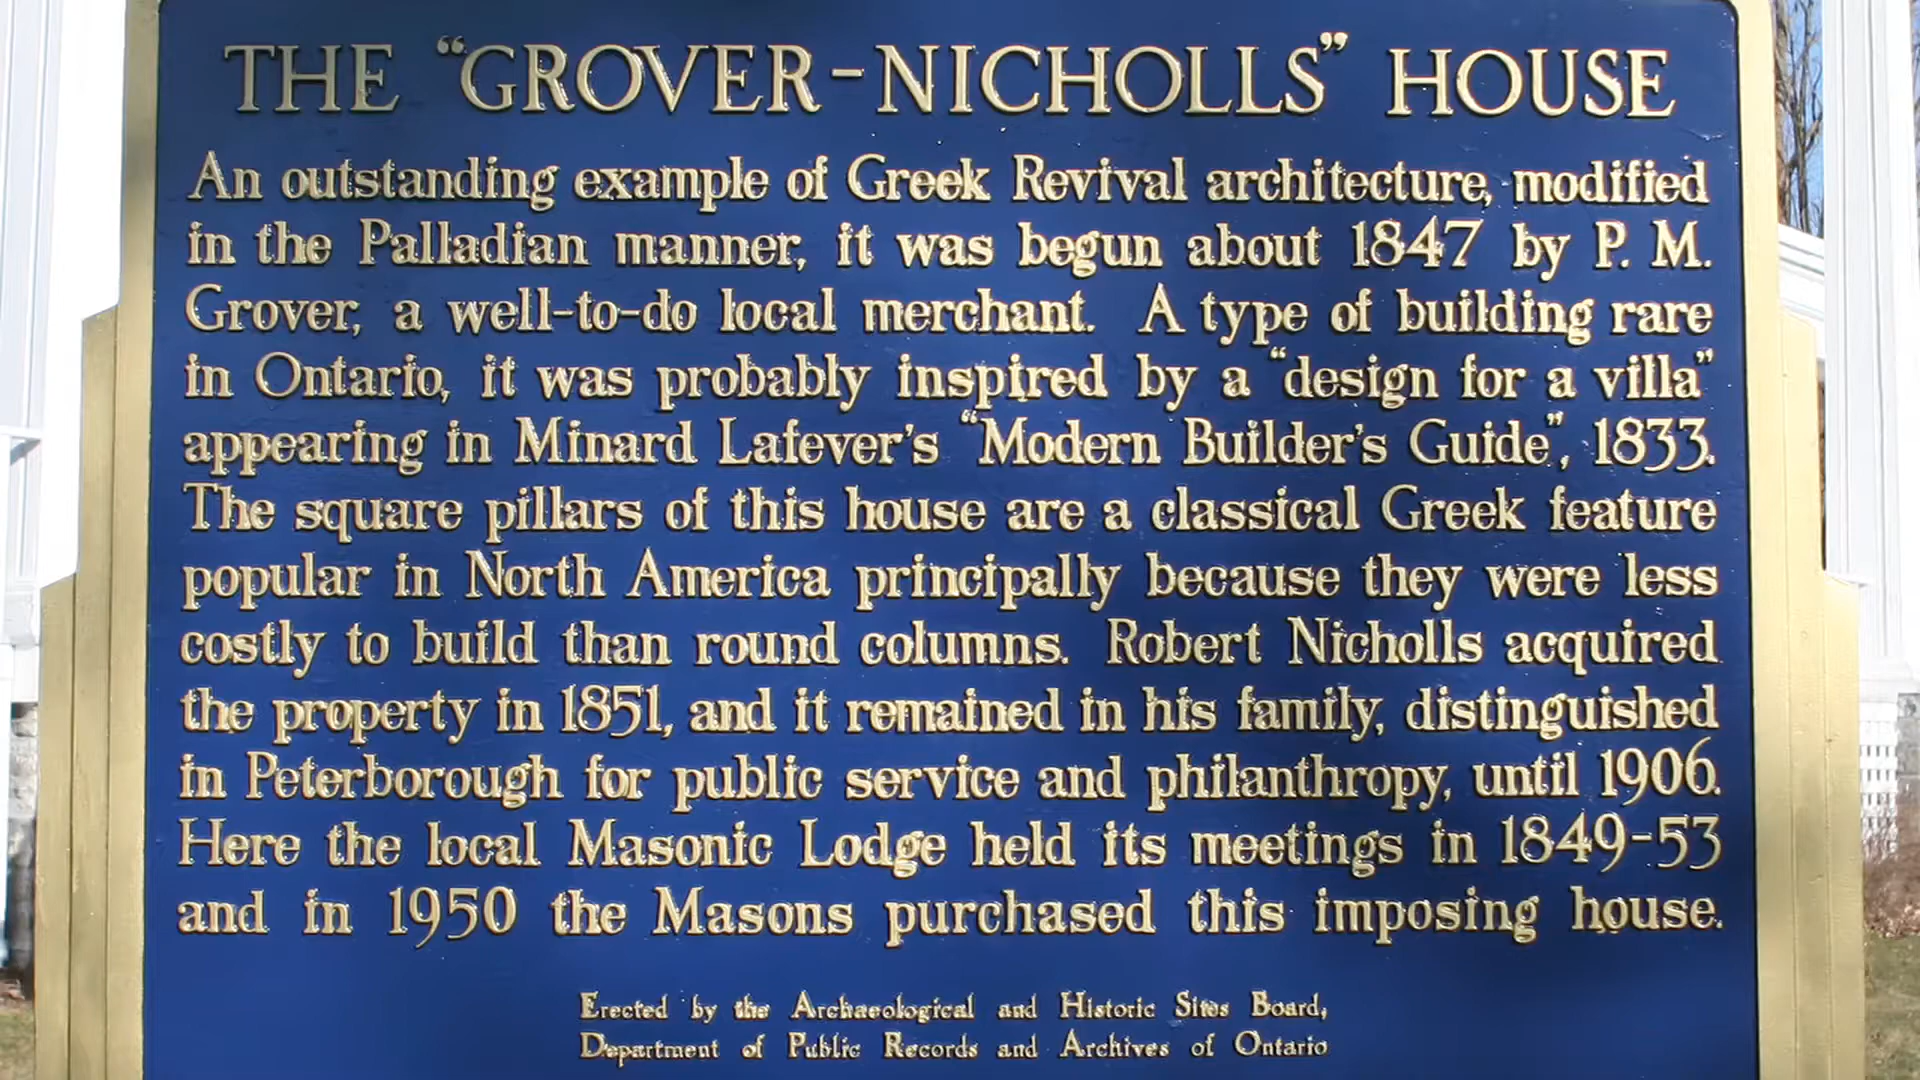 THE “GROVER-NICHOLLS” HOUSE
An outstanding example of Greek Revival architecture, modified
in the Palladian manner, it was begun about 1847 by P. M.
Grover, a well-to-do local merchant. A type of building rare
in Ontario, it was probably inspired by a “design for a villa”
appearing in Minard Lafever’s “Modern Builder’s Guide”, 1833.
The square pillars of this house are a classical Greek feature
popular in North America principally because they were less
costly to build than round columns. Robert Nicholls acquired
the property in 1851, and it remained in his family, distinguished
in Peterborough for public service and philanthropy, until 1906.
Here the local Masonic Lodge held its meetings in 1849-53
and in 1950 the Masons purchased this imposing house.
Erected by the Archaeological and Historic Sites Board,
Department of Public Records and Archives of Ontario